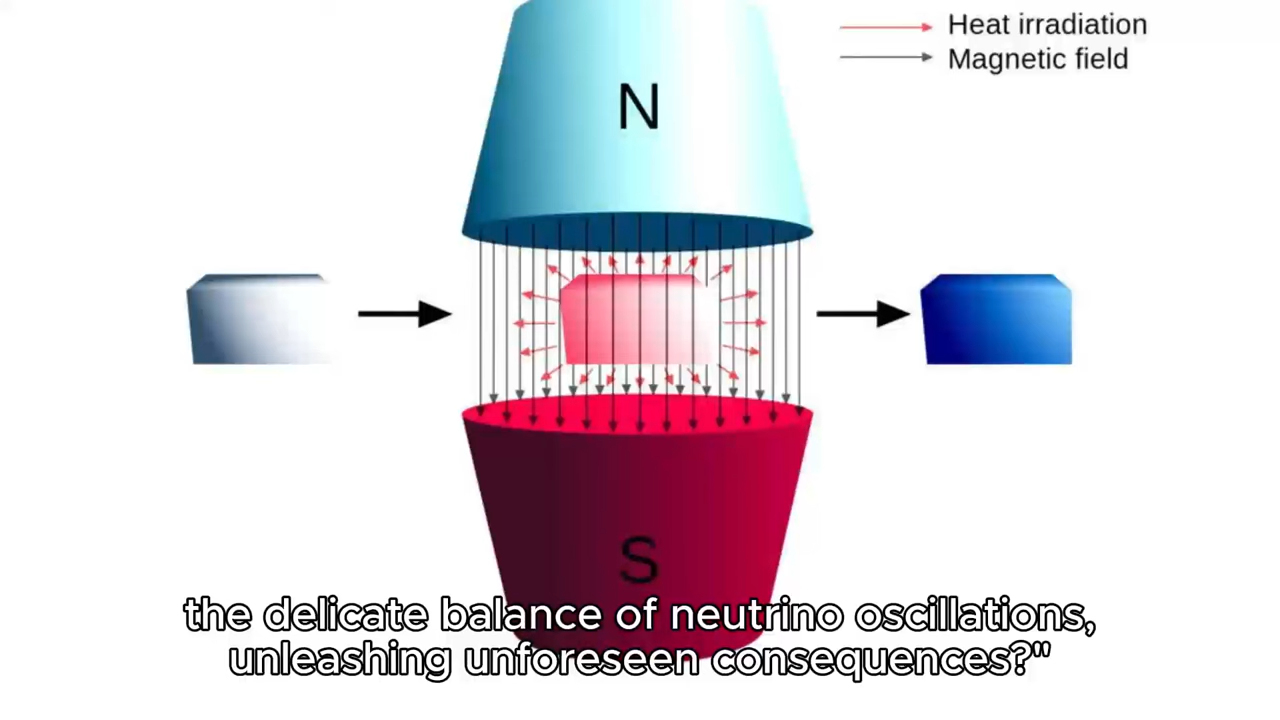 Heat irradiation
Magnetic field
N
S
the delicate balance of neutrino oscillations,
unleashing unforeseen consequences?"